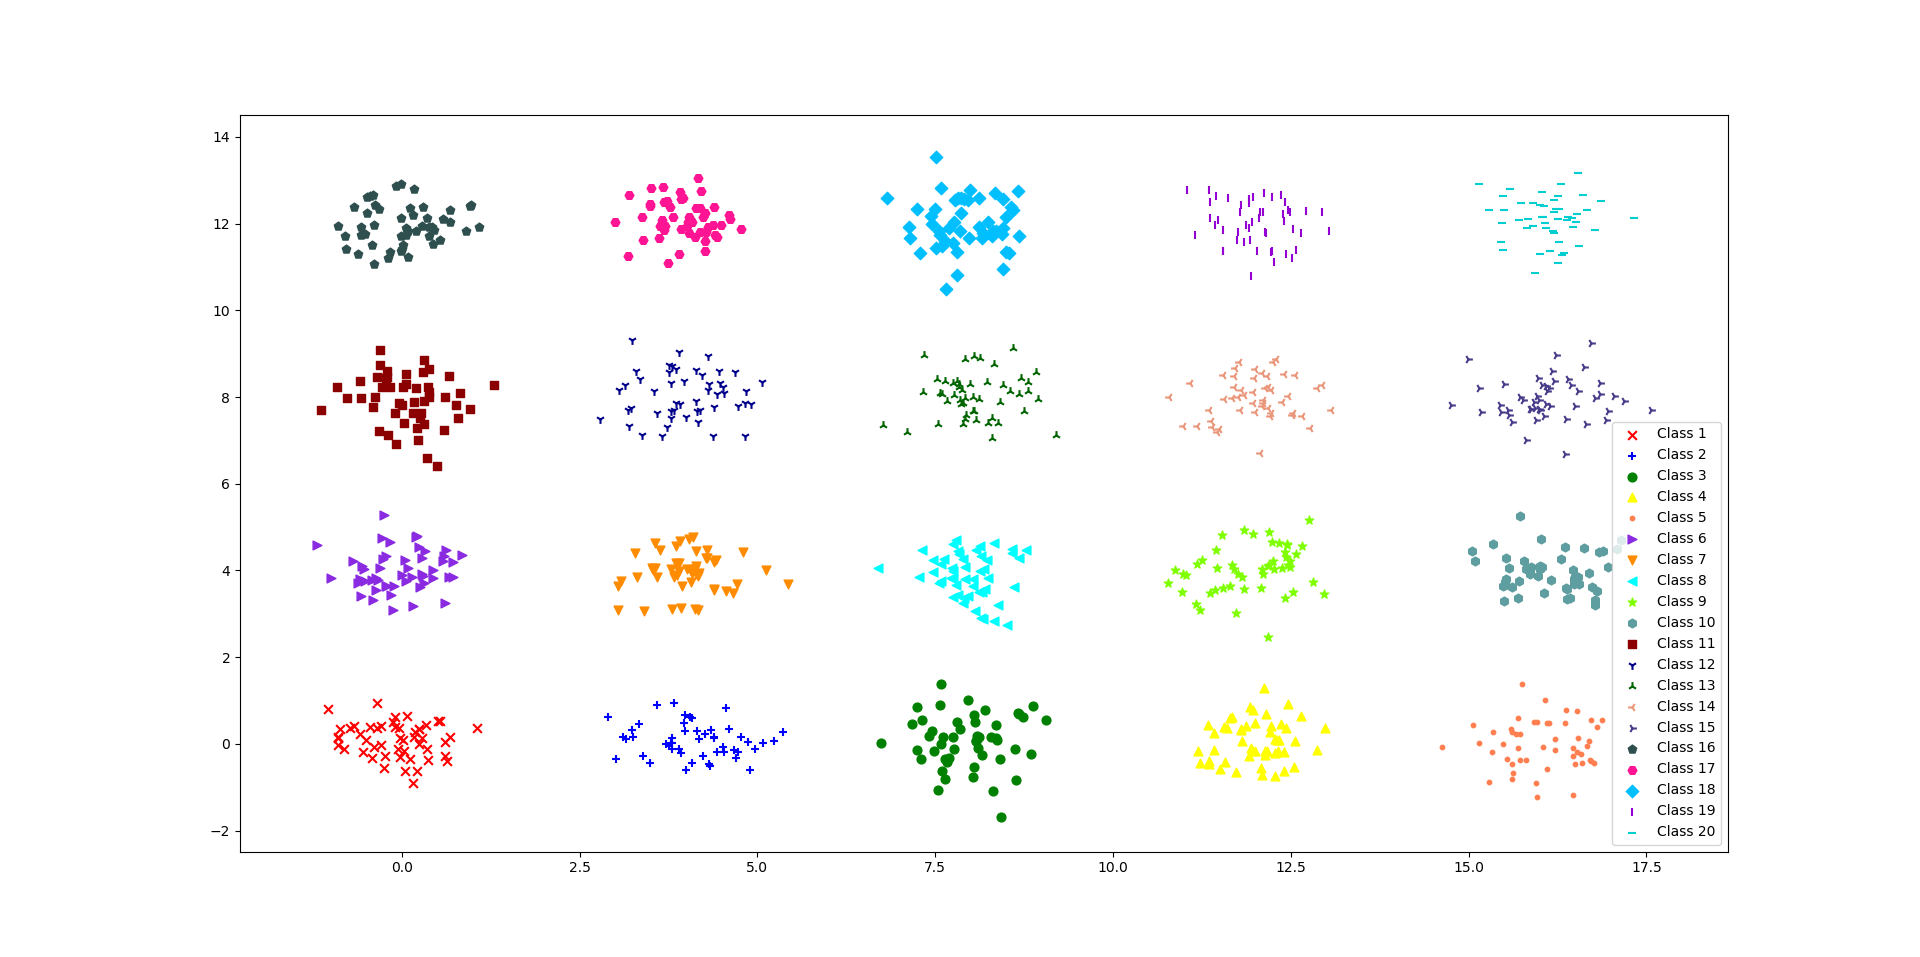 14
12
10
8
6
4
2
0
−2
0.0 2.5 5.0 7.5 10.0 12.5 15.0 17.5
Class 1
Class 2
Class 3
Class 4
Class 5
Class 6
Class 7
Class 8
Class 9
Class 10
Class 11
Class 12
Class 13
Class 14
Class 15
Class 16
Class 17
Class 18
Class 19
Class 20